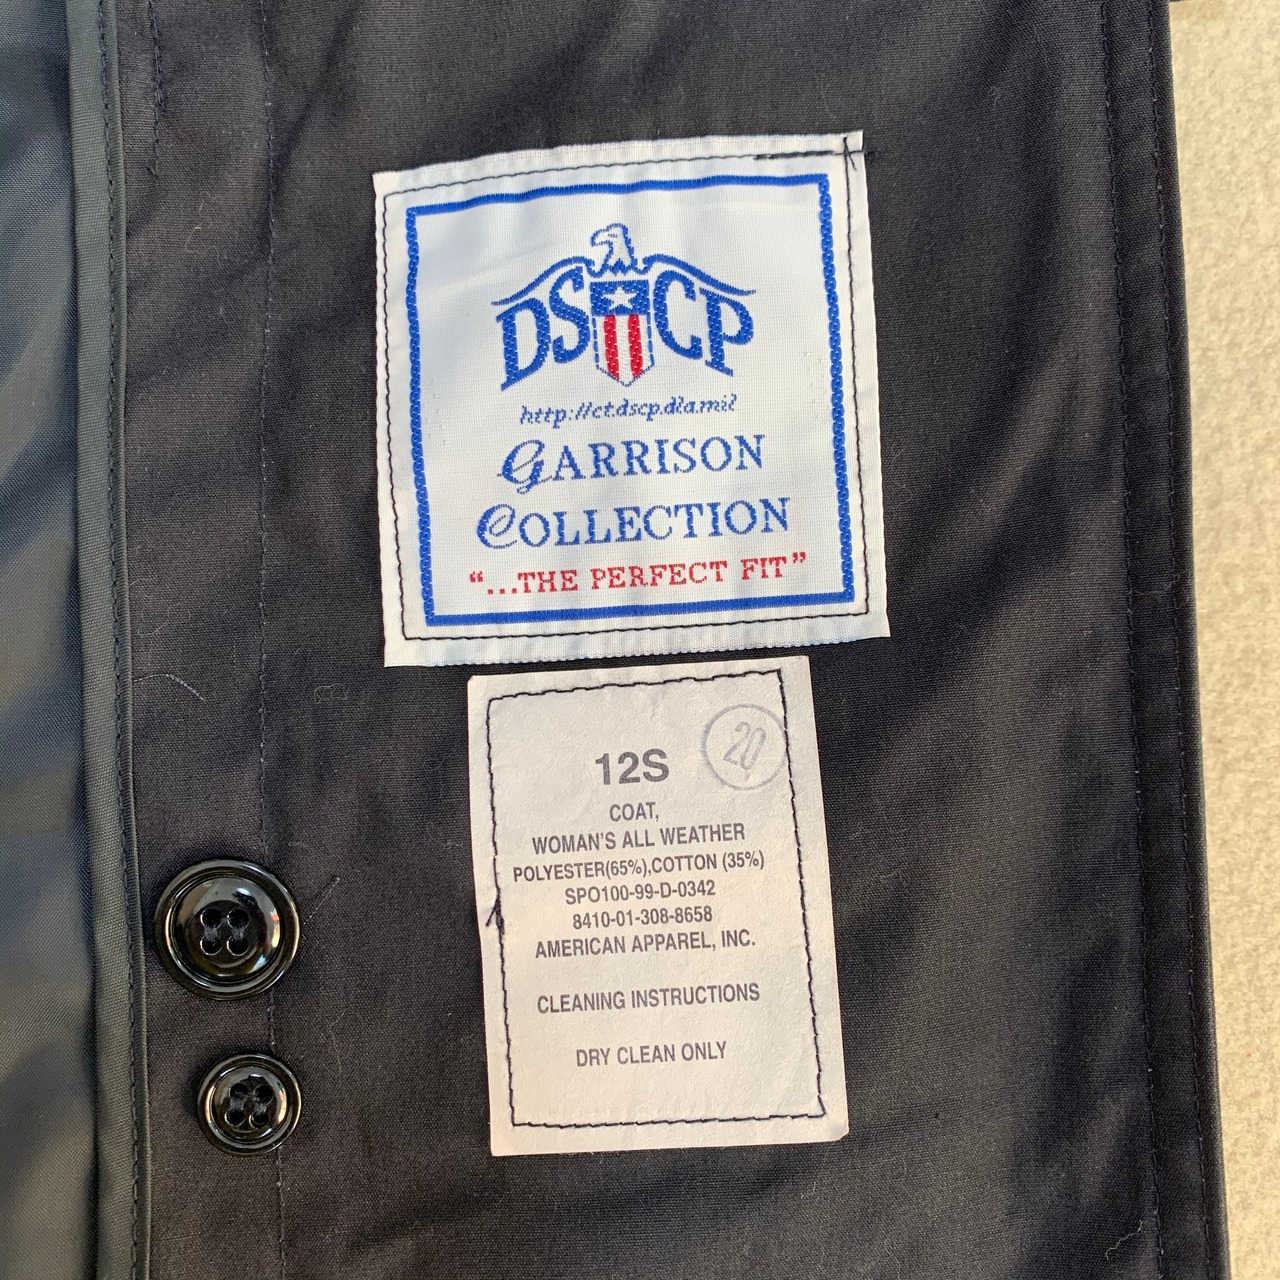 DSCP
http://ct.dscp.dla.mil
GARRISON
COLLECTION
"...THE PERFECT FIT"
20
12S
COAT,
WOMAN'S ALL WEATHER
POLYESTER(65%),COTTON (35%)
SPO100-99-D-0342
8410-01-308-8658
AMERICAN APPAREL, INC.
CLEANING INSTRUCTIONS
DRY CLEAN ONLY